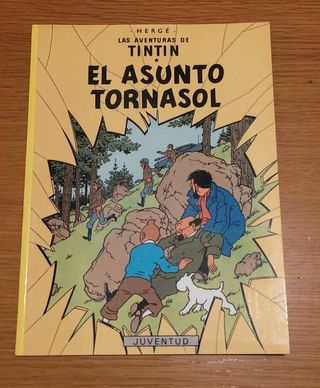 - HERGÉ -
LAS AVENTURAS DE
TINTIN
*
EL ASUNTO
TORNASOL
JUVENTUD